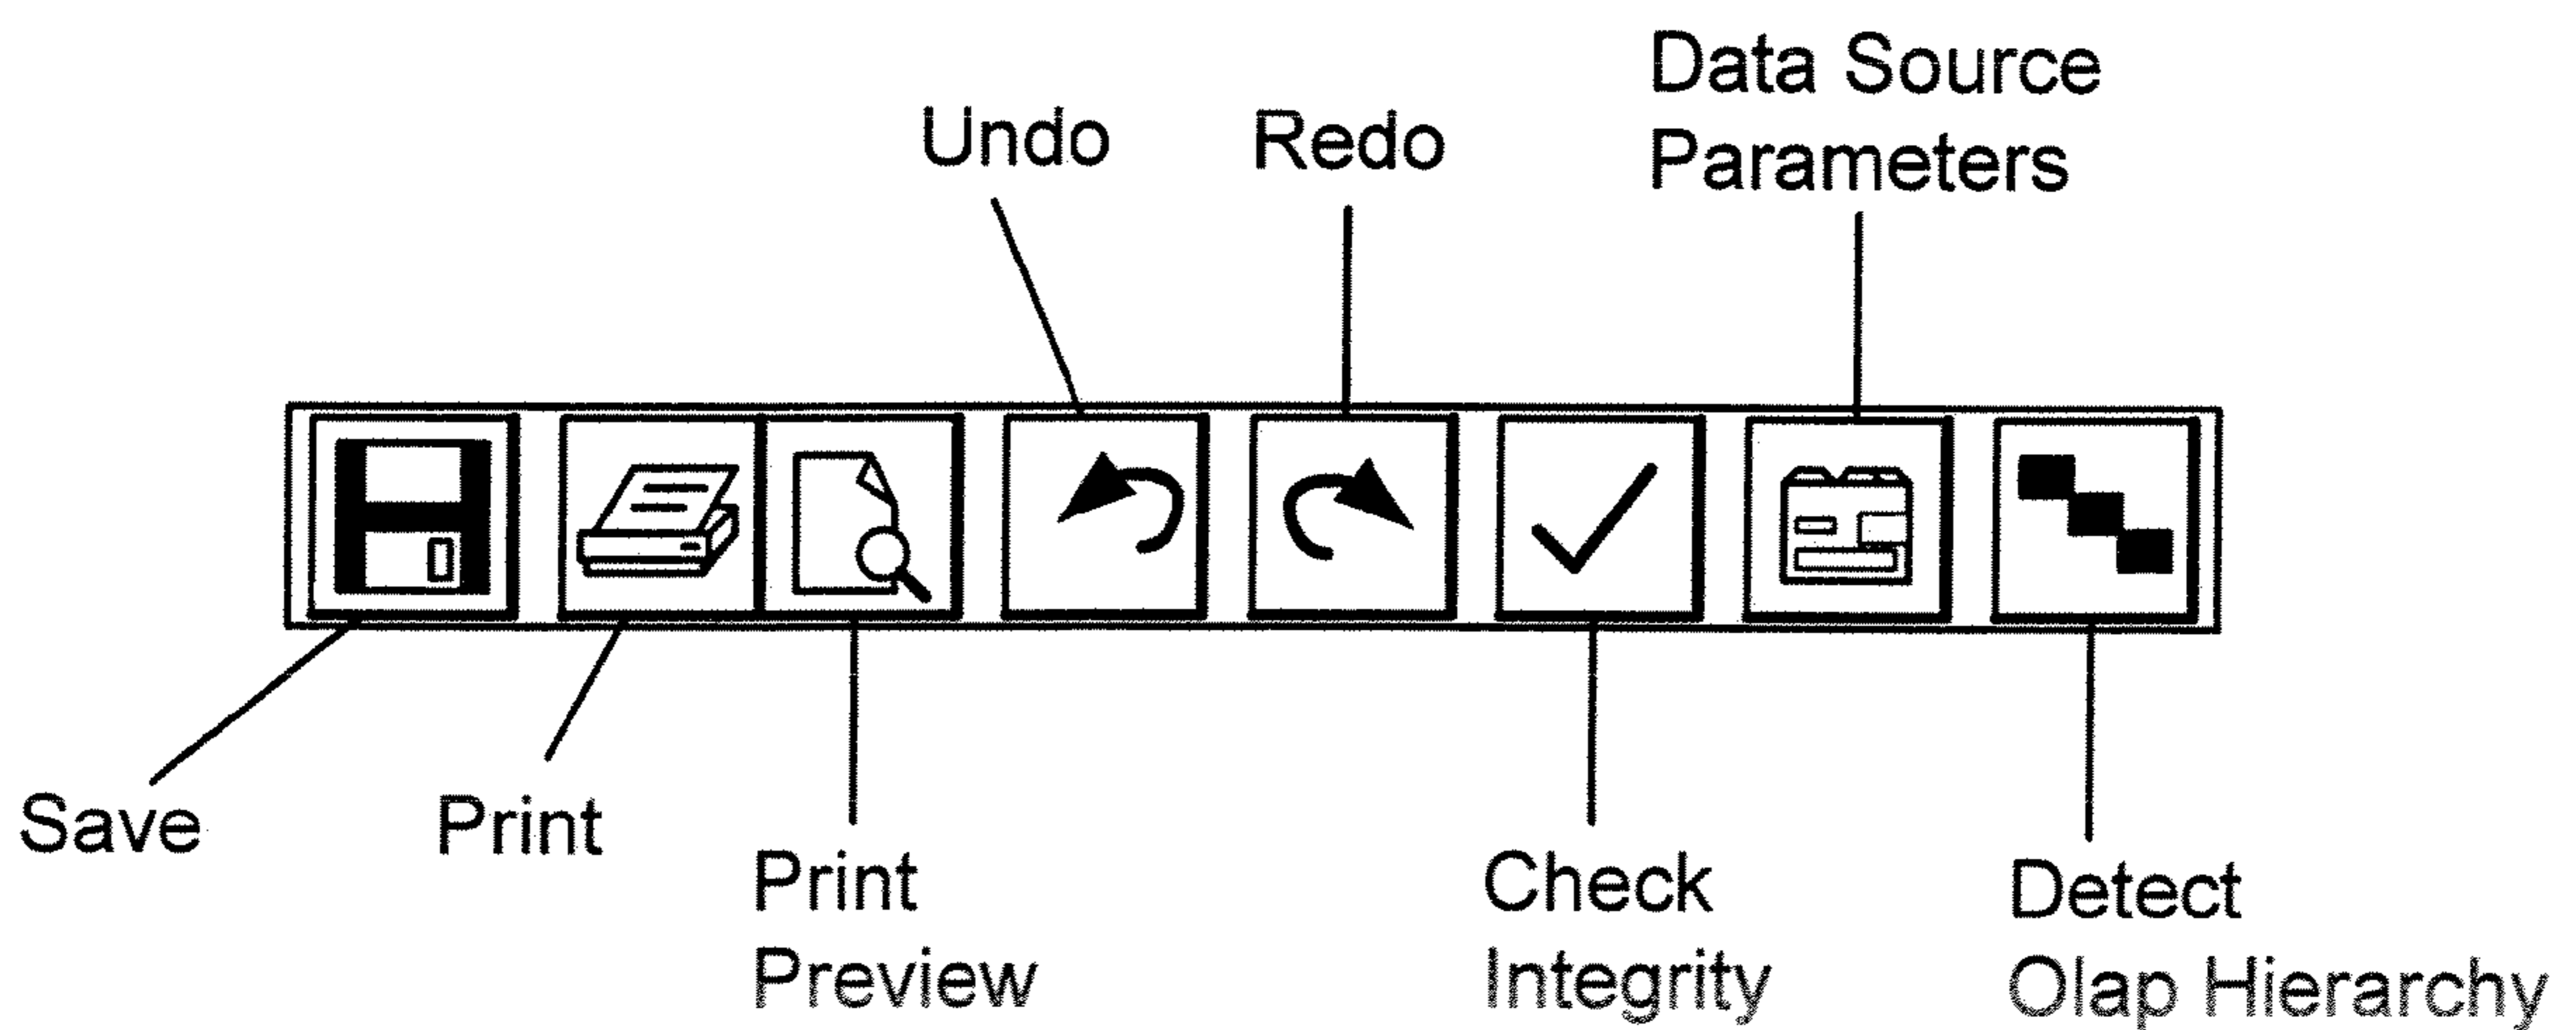 Data Source
Parameters
Undo
Redo
Save
Print
Print
Preview
Check
Integrity
Detect
Olap Hierarchy